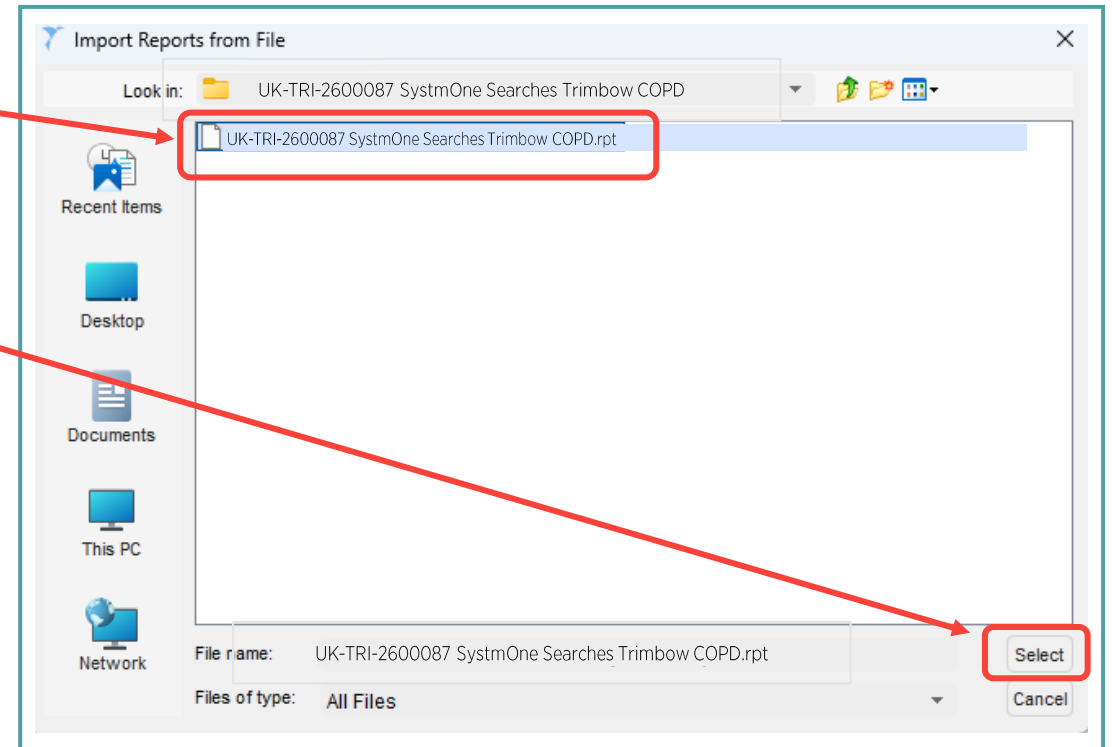 Import Reports from File
Look in: UK-TRI-2600087 SystmOne Searches Trimbow COPD
UK-TRI-2600087 SystmOne Searches Trimbow COPD.rpt
Recent Items
Desktop
Documents
This PC
Network
File name: UK-TRI-2600087 SystmOne Searches Trimbow COPD.rpt
Select
Files of type: All Files
Cancel